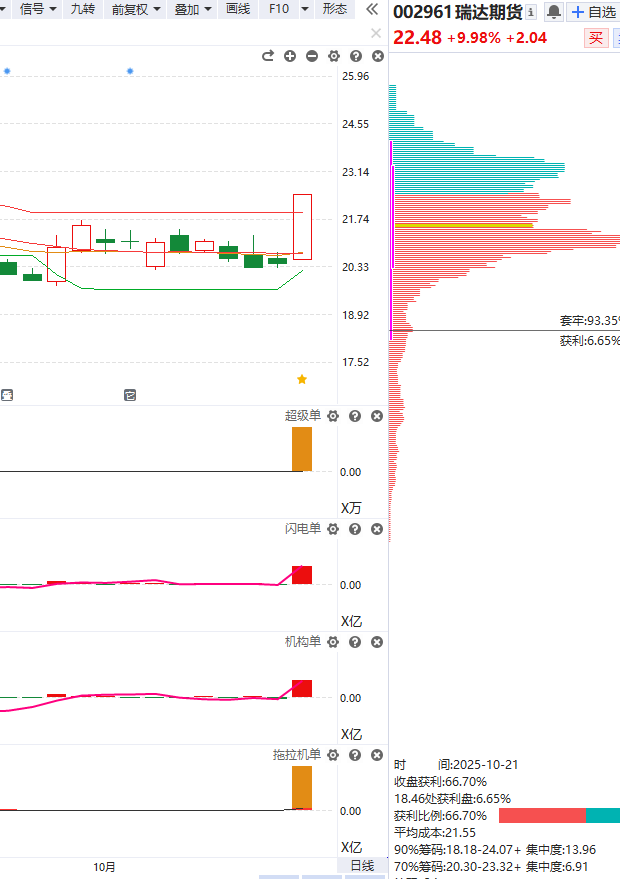 信号 九转 前复权 叠加 画线 F10 形态
002961 瑞达期货 自选
22.48 +9.98% +2.04 买
25.96
24.55
23.14
21.74
20.33
18.92
17.52
套牢:93.35%
获利:6.65%
超级单
0.00
X万
闪电单
0.00
X亿
机构单
0.00
X亿
拖拉机单
0.00
X亿
10月
日线
时 间:2025-10-21
收盘获利:66.70%
18.46处获利盘:6.65%
获利比例:66.70%
平均成本:21.55
90%筹码:18.18-24.07+ 集中度:13.96
70%筹码:20.30-23.32+ 集中度:6.91